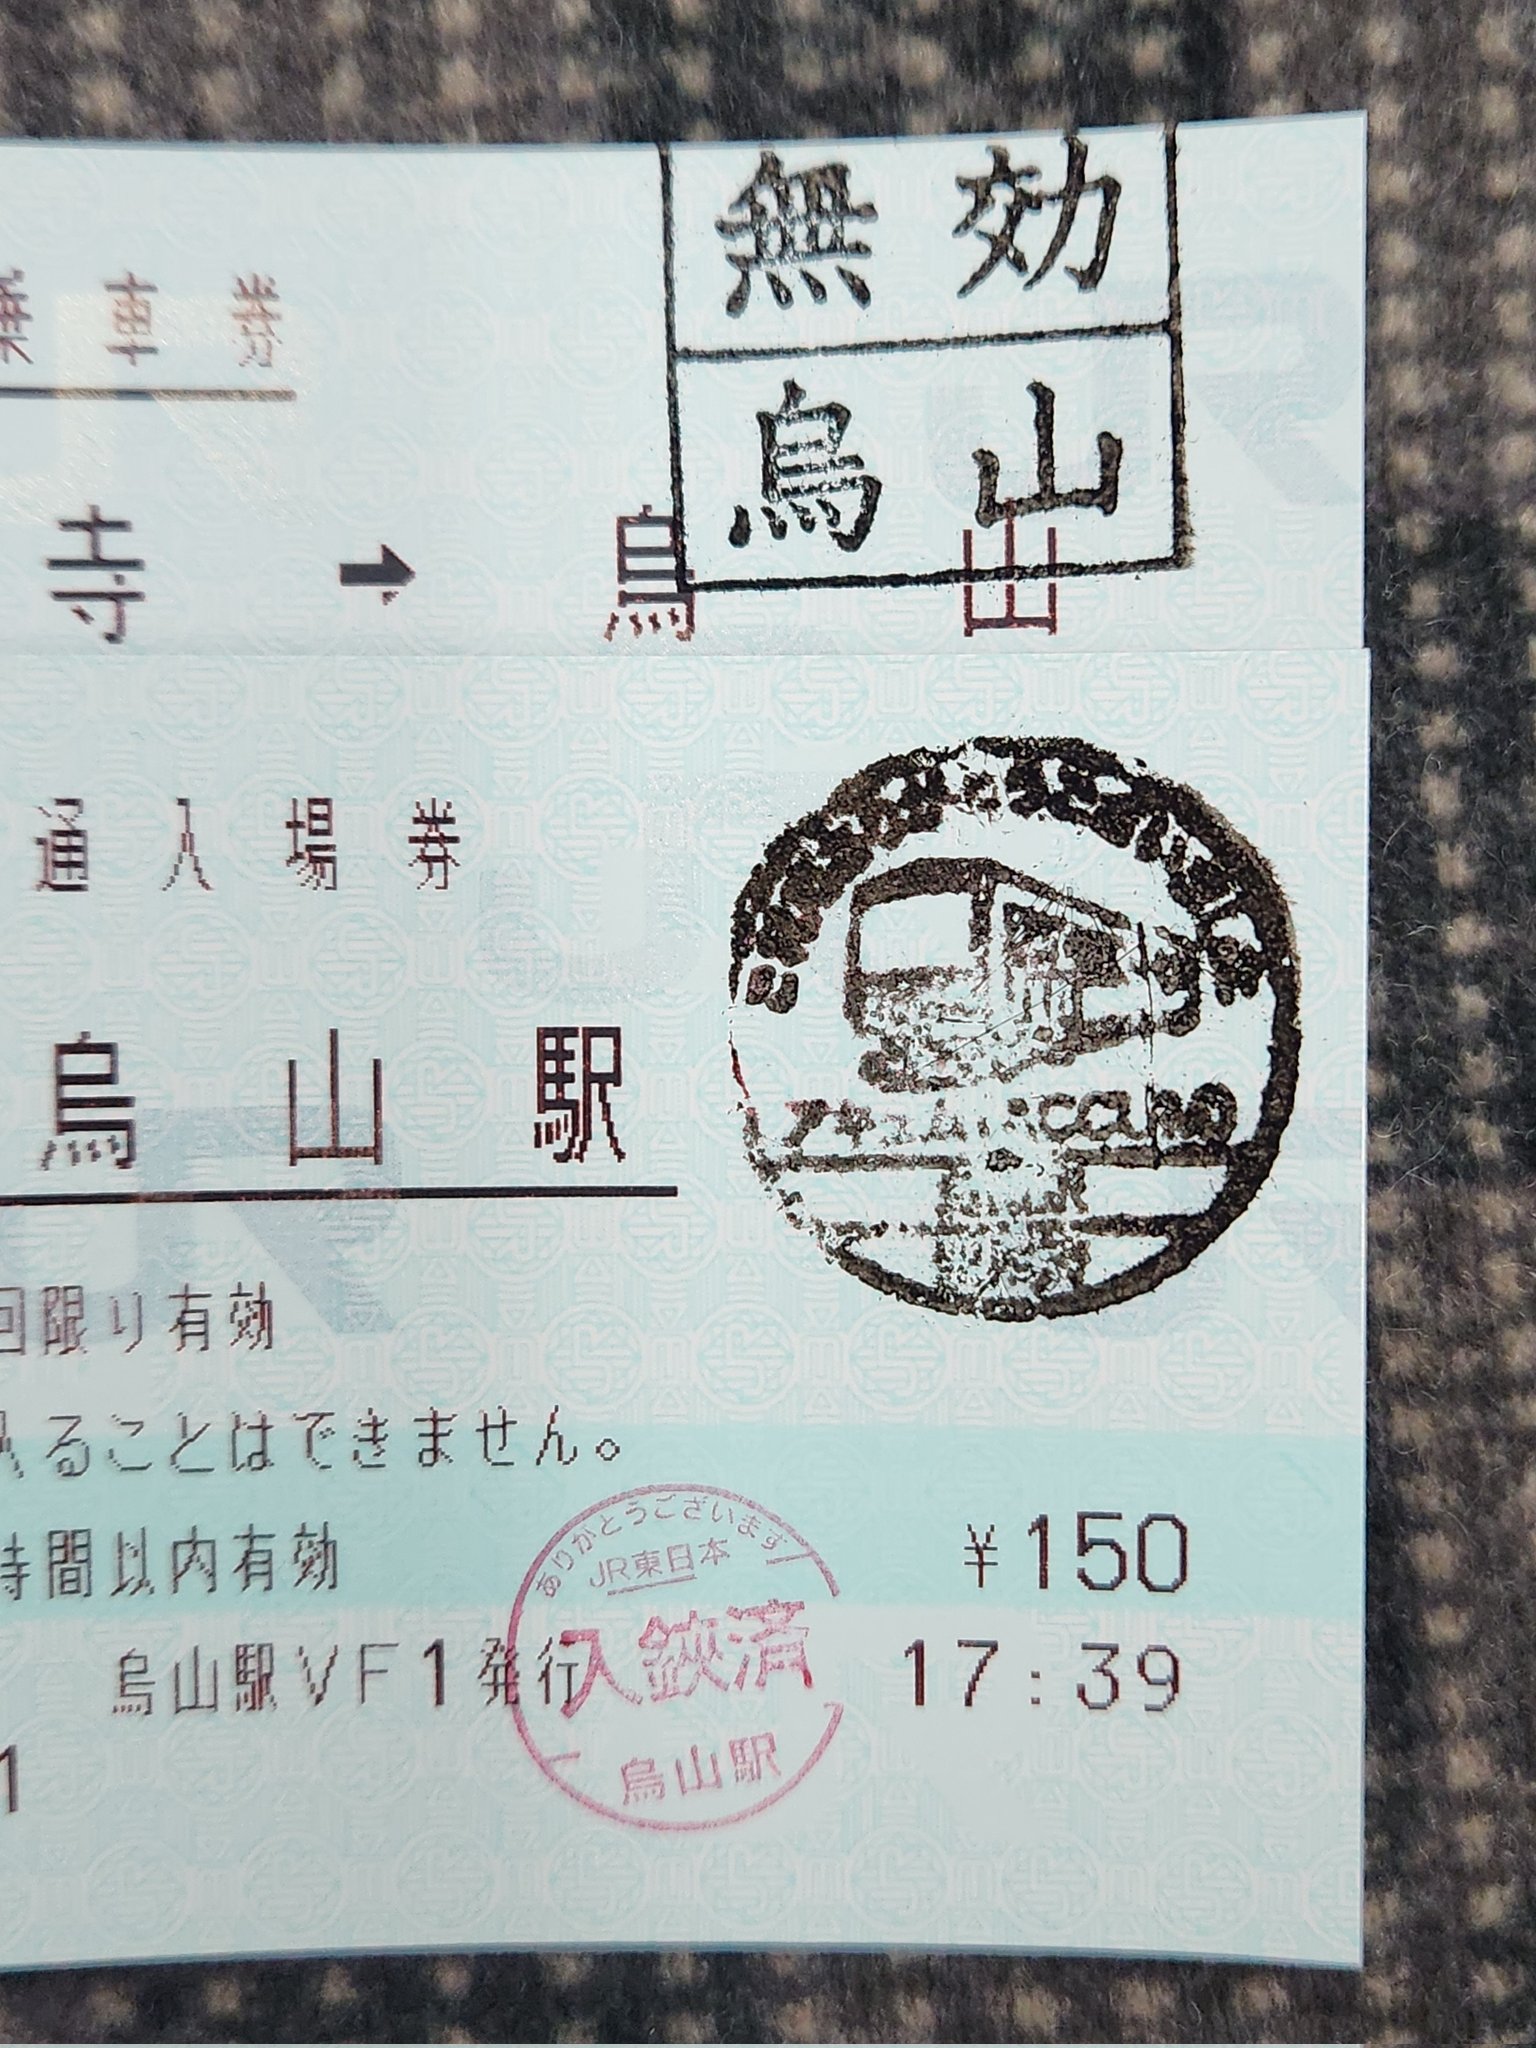 乗車券
無効
烏山
寺 → 烏山
通入場券
烏山駅
回限り有効
入ることはできません。
時間以内有効
¥150
烏山駅VF1発行
17:39
1
ありがとうございます
JR東日本
入鋏済
烏山駅